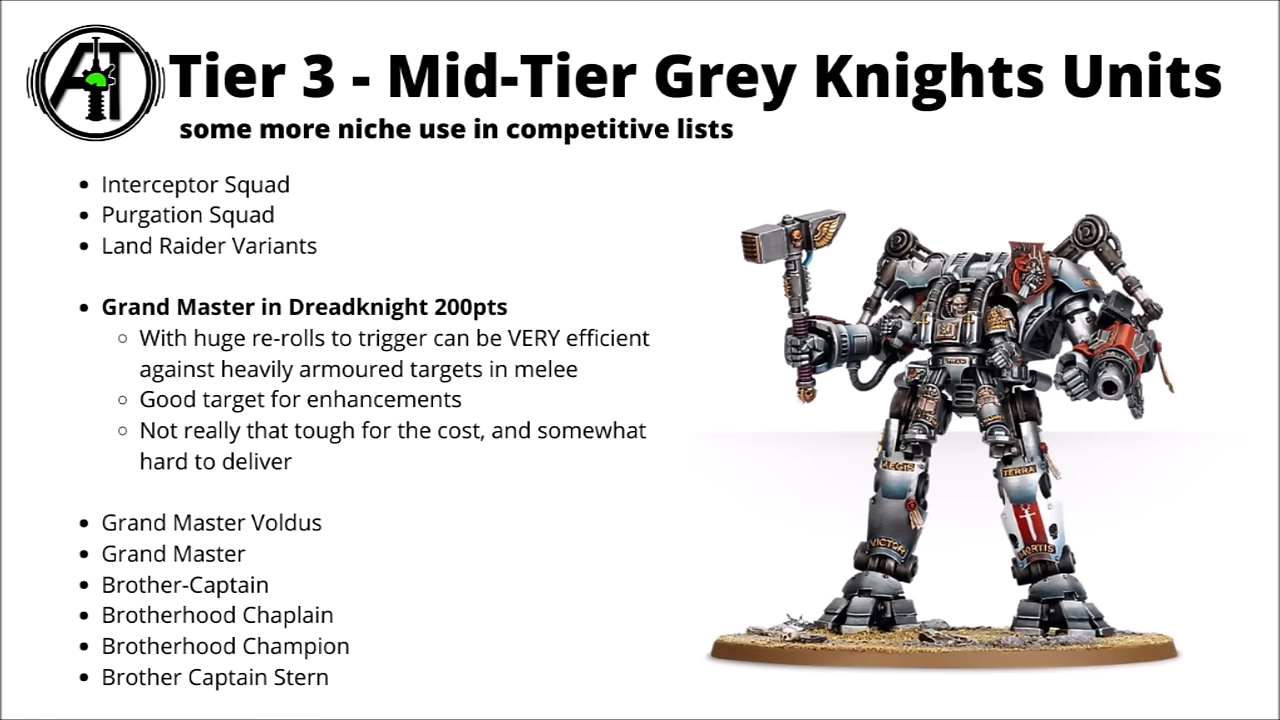 AT
Tier 3 - Mid-Tier Grey Knights Units
some more niche use in competitive lists
• Interceptor Squad
• Purgation Squad
• Land Raider Variants
• Grand Master in Dreadknight 200pts
◦ With huge re-rolls to trigger can be VERY efficient
against heavily armoured targets in melee
◦ Good target for enhancements
◦ Not really that tough for the cost, and somewhat
hard to deliver
• Grand Master Voldus
• Grand Master
• Brother-Captain
• Brotherhood Chaplain
• Brotherhood Champion
• Brother Captain Stern
AEGIS
TERRA
VICTOR
MORTIS